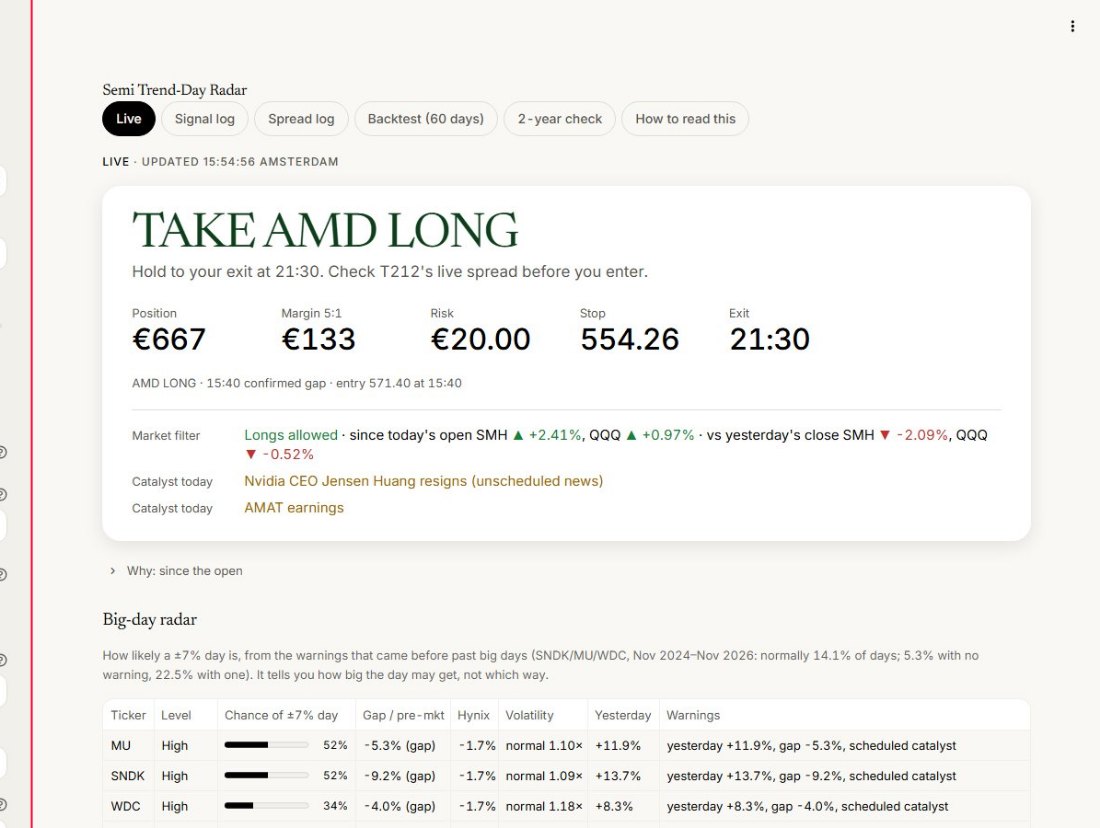 Semi Trend-Day Radar
Live
Signal log
Spread log
Backtest (60 days)
2-year check
How to read this
LIVE · UPDATED 15:54:56 AMSTERDAM
TAKE AMD LONG
Hold to your exit at 21:30. Check T212's live spread before you enter.
Position Margin 5:1 Risk Stop Exit
€667 €133 €20.00 554.26 21:30
AMD LONG · 15:40 confirmed gap · entry 571.40 at 15:40
Market filter Longs allowed · since today's open SMH ▲ +2.41%, QQQ ▲ +0.97% · vs yesterday's close SMH ▼ -2.09%, QQQ
▼ -0.52%
Catalyst today Nvidia CEO Jensen Huang resigns (unscheduled news)
Catalyst today AMAT earnings
› Why: since the open
Big-day radar
How likely a ±7% day is, from the warnings that came before past big days (SNDK/MU/WDC, Nov 2024–Nov 2026: normally 14.1% of days; 5.3% with no
warning, 22.5% with one). It tells you how big the day may get, not which way.
Ticker Level Chance of ±7% day Gap / pre-mkt Hynix Volatility Yesterday Warnings
MU High 52% -5.3% (gap) -1.7% normal 1.10× +11.9% yesterday +11.9%, gap -5.3%, scheduled catalyst
SNDK High 52% -9.2% (gap) -1.7% normal 1.09× +13.7% yesterday +13.7%, gap -9.2%, scheduled catalyst
WDC High 34% -4.0% (gap) -1.7% normal 1.18× +8.3% yesterday +8.3%, gap -4.0%, scheduled catalyst